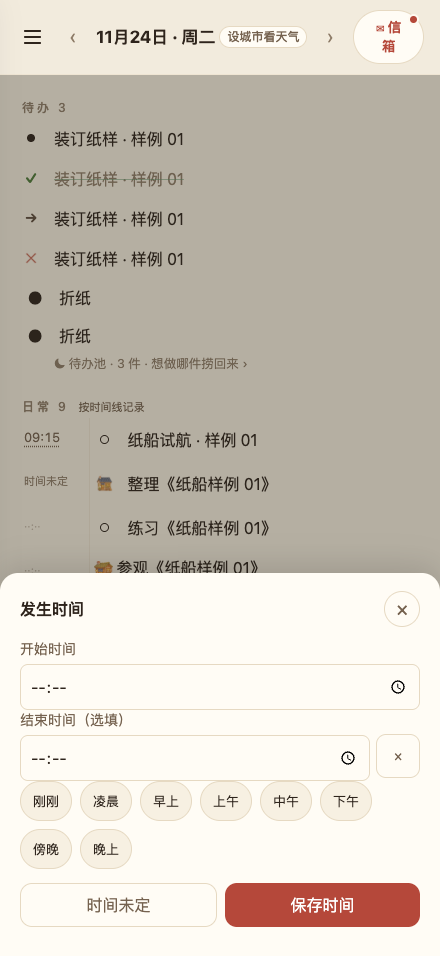 ‹ 11月24日 · 周二 设城市看天气 › ✉ 信箱
待办 3
装订纸样 · 样例 01
装订纸样 · 样例 01
装订纸样 · 样例 01
装订纸样 · 样例 01
折纸
折纸
待办池 · 3 件 · 想做哪件捞回来 ›
日常 9 按时间线记录
09:15 纸船试航 · 样例 01
时间未定 整理《纸船样例 01》
--:-- 练习《纸船样例 01》
--:-- 参观《纸船样例 01》
发生时间 ×
开始时间
--:--
结束时间（选填）
--:-- ×
刚刚 凌晨 早上 上午 中午 下午
傍晚 晚上
时间未定 保存时间